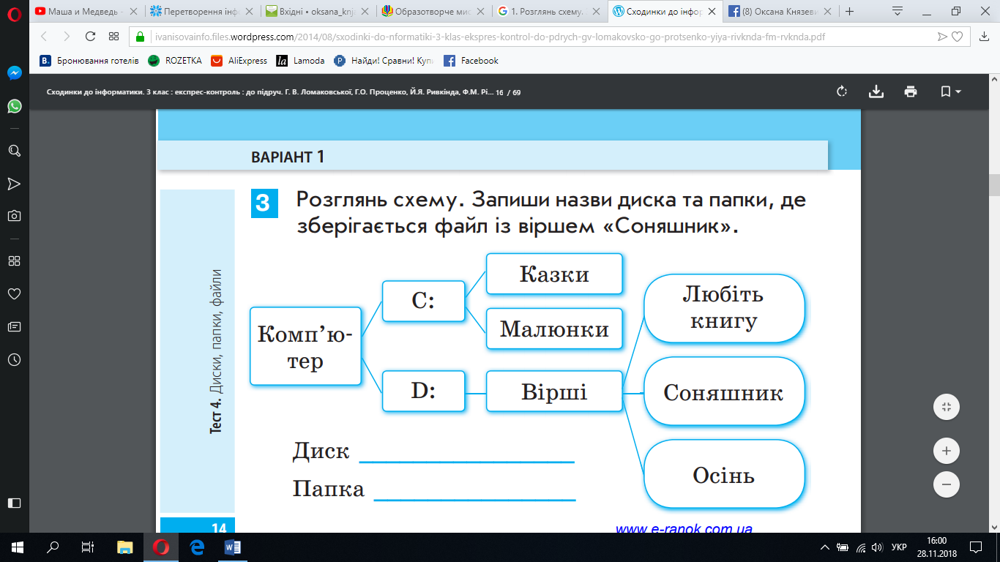 Маша и Медведь -
Перетворення інф
Вхідні • oksana_knja
Образотворче мис
1. Розглянь схему.
Сходинки до інфор
(8) Оксана Князеви
ivanisovainfo.files.wordpress.com/2014/08/sxodinki-do-nformatiki-3-klas-ekspres-kontrol-do-pdrych-gv-lomakovsko-go-protsenko-yiya-rivknda-fm-rvknda.pdf
B. Бронювання готелів
ROZETKA
AliExpress
la Lamoda
P Найди! Сравни! Купи
Facebook
Сходинки до інформатики. 3 клас : експрес-контроль : до підруч. Г. В. Ломаковської, Г.О. Проценко, Й.Я. Ривкінда, Ф.М. Рі... 16 / 69
ВАРІАНТ 1
3 Розглянь схему. Запиши назви диска та папки, де
зберігається файл із віршем «Соняшник».
Тест 4. Диски, папки, файли
Комп’ю-
тер
C:
D:
Казки
Малюнки
Вірші
Любіть
книгу
Соняшник
Осінь
Диск
Папка
14
www.e-ranok.com.ua
УКР
16:00
28.11.2018